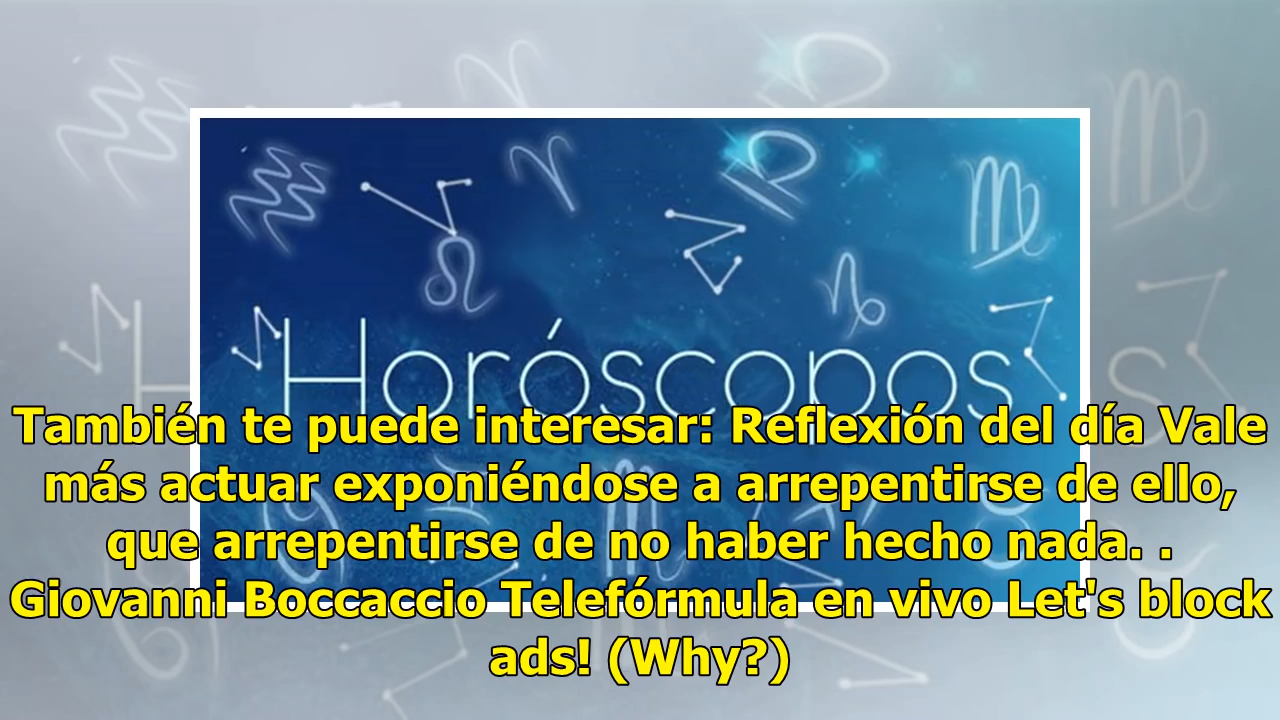 Horóscopos
También te puede interesar: Reflexión del día Vale
más actuar exponiéndose a arrepentirse de ello,
que arrepentirse de no haber hecho nada. .
Giovanni Boccaccio Telefórmula en vivo Let's block
ads! (Why?)